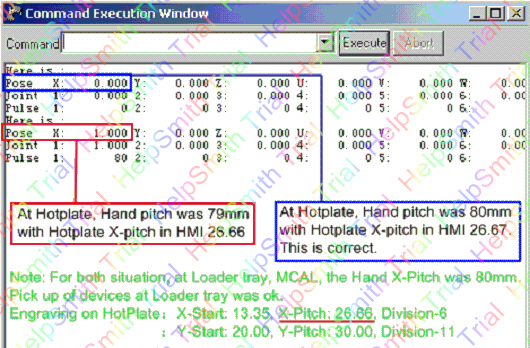 Command Execution Window
Command Execute Abort
Here is :
Pose X: 0.000 Y: 0.000 Z: 0.000 U: 0.000 V: 0.000 W: 0.00
Joint 1: 0.000 2: 0.000 3: 0.000 4: 0.000 5: 0.000 6: 0.00
Pulse 1: 0 2: 0 3: 0 4: 0 5: 0 6:
Here is :
Pose X: 1.000 Y: 0.000 Z: 0.000 U: 0.000 V: 0.000 W: 0.00
Joint 1: 1.000 2: 0.000 3: 0.000 4: 0.000 5: 0.000 6: 0.00
Pulse 1: 80 2: 0 3: 0 4: 0 5: 0 6:
At Hotplate, Hand pitch was 79mm
with Hotplate X-pitch in HMI 26.66
At Hotplate, Hand pitch was 80mm
with Hotplate X-pitch in HMI 26.67.
This is correct.
Note: For both situation, at Loader tray, MCAL, the Hand X-Pitch was 80mm.
Pick up of devices at Loader tray was ok.
Engraving on HotPlate: X-Start: 13.35, X-Pitch: 26.66, Division-6
: Y-Start: 20.00, Y-Pitch: 30.00, Division-11
HelpSmith Trial